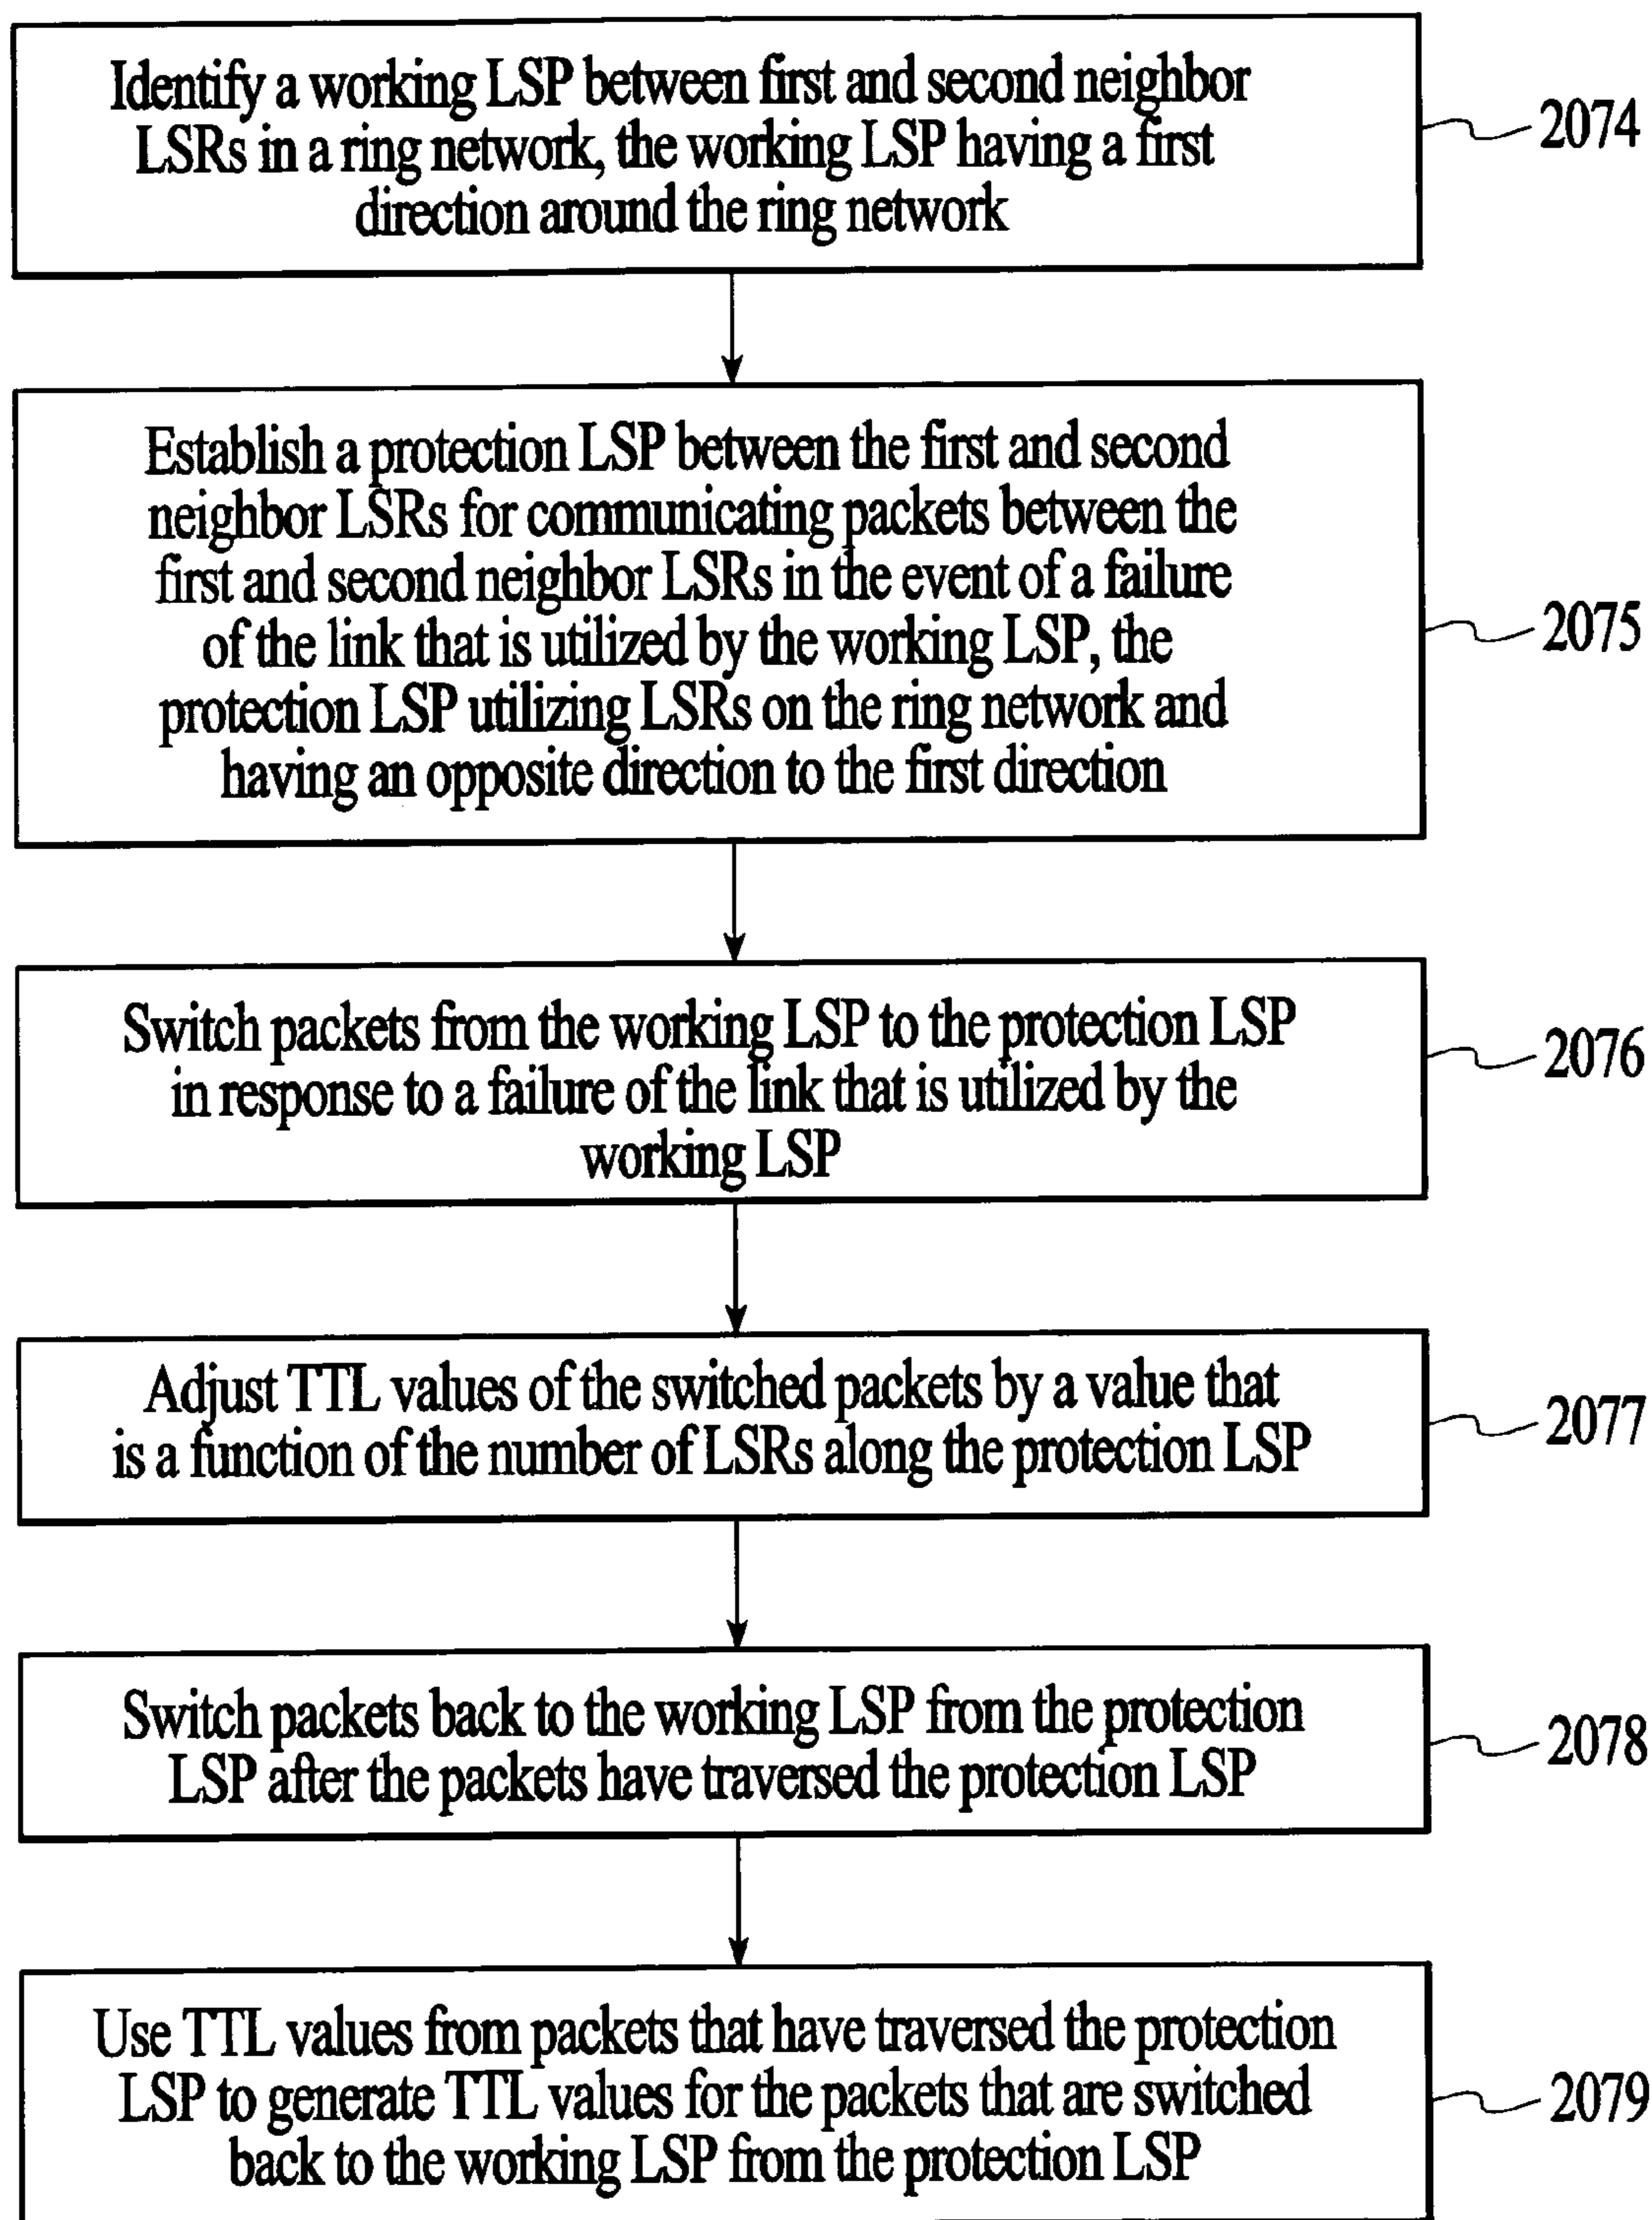 Identify a working LSP between first and second neighbor
LSRs in a ring network, the working LSP having a first
direction around the ring network
2074
Establish a protection LSP between the first and second
neighbor LSRs for communicating packets between the
first and second neighbor LSRs in the event of a failure
of the link that is utilized by the working LSP, the
protection LSP utilizing LSRs on the ring network and
having an opposite direction to the first direction
2075
Switch packets from the working LSP to the protection LSP
in response to a failure of the link that is utilized by the
working LSP
2076
Adjust TTL values of the switched packets by a value that
is a function of the number of LSRs along the protection LSP
2077
Switch packets back to the working LSP from the protection
LSP after the packets have traversed the protection LSP
2078
Use TTL values from packets that have traversed the protection
LSP to generate TTL values for the packets that are switched
back to the working LSP from the protection LSP
2079